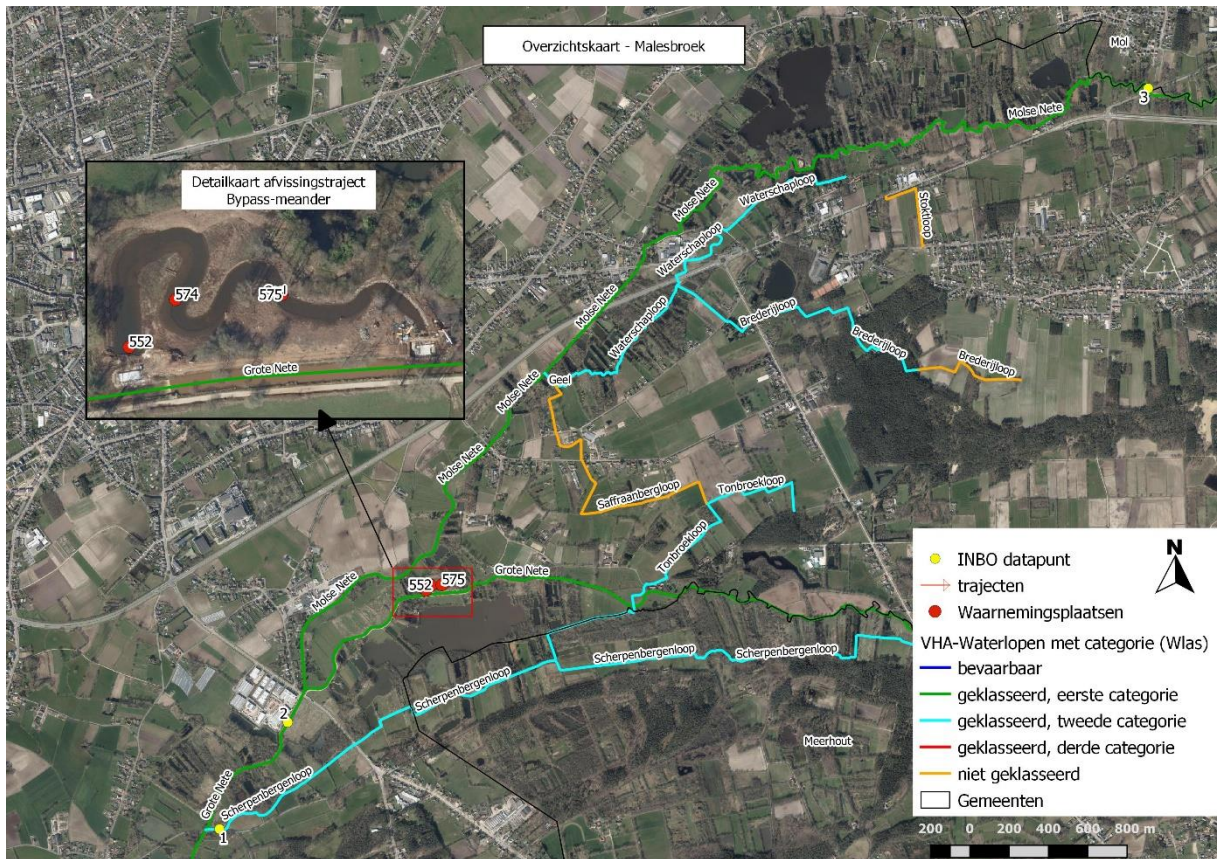 Overzichtskaart - Malesbroek
Mol
3
Molse Nete
Detailkaart afvissingstraject
Bypass-meander
574
575
552
Grote Nete
Molse Nete
Waterschaploop
Stoktloop
Waterschaploop
Molse Nete
Waterschaploop
Brederijloop
Brederijloop
Brederijloop
Molse Nete
Geel
Molse Nete
Saffraanbergloop
Tonbroekloop
Tonbroekloop
Molse Nete
552
575
Grote Nete
Scherpenbergenloop
Scherpenbergenloop
Scherpenbergenloop
2
Meerhout
Grote Nete
Scherpenbergenloop
1
INBO datapunt
trajecten
Waarnemingsplaatsen
N
VHA-Waterlopen met categorie (Wlas)
bevaarbaar
geklasseerd, eerste categorie
geklasseerd, tweede categorie
geklasseerd, derde categorie
niet geklasseerd
Gemeenten
200 0 200 400 600 800 m